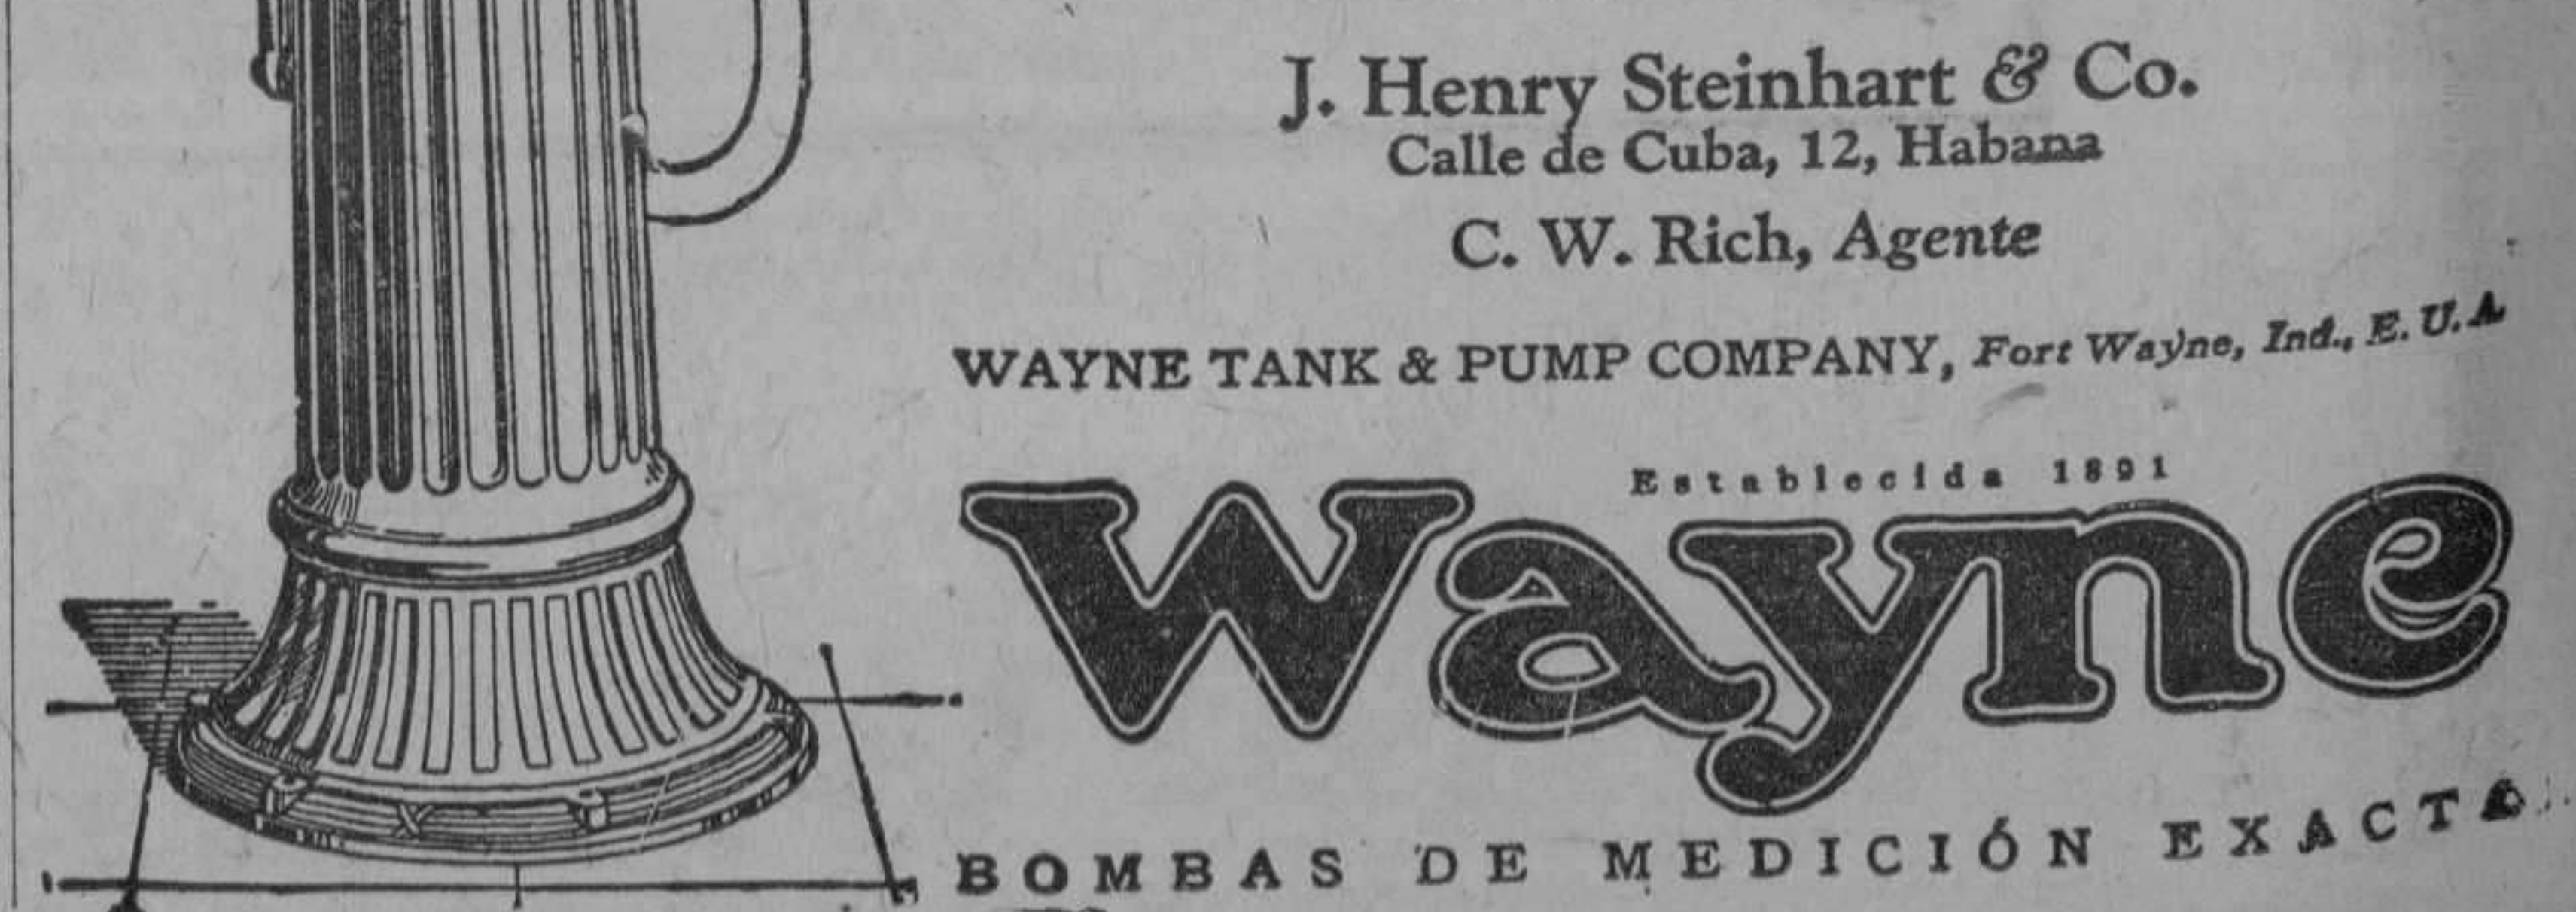 J. Henry Steinhart & Co.
Calle de Cuba, 12, Habana
C. W. Rich, Agente
WAYNE TANK & PUMP COMPANY, Fort Wayne, Ind., E. U. A
Establecida 1891
Wayne
BOMBAS DE MEDICIÓN EXACTA